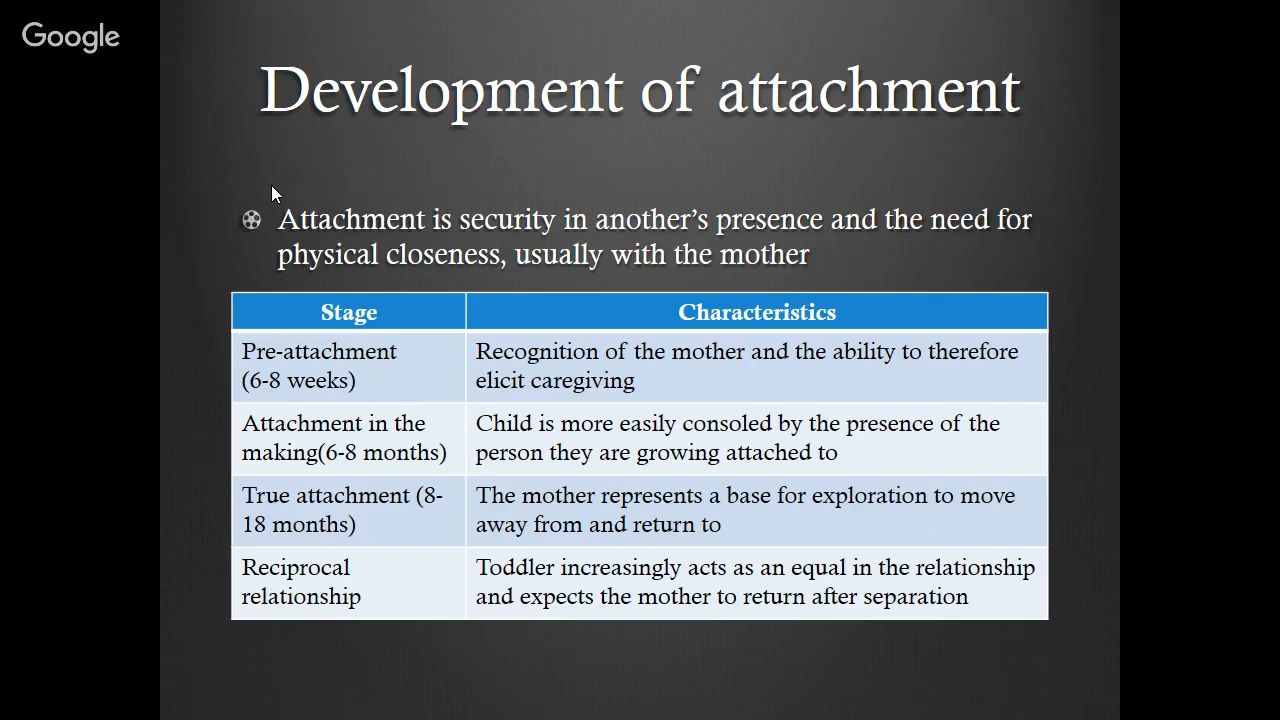 Google
Development of attachment
Attachment is security in another’s presence and the need for
physical closeness, usually with the mother
Stage
Characteristics
Pre-attachment
(6-8 weeks)
Recognition of the mother and the ability to therefore
elicit caregiving
Attachment in the
making(6-8 months)
Child is more easily consoled by the presence of the
person they are growing attached to
True attachment (8-
18 months)
The mother represents a base for exploration to move
away from and return to
Reciprocal
relationship
Toddler increasingly acts as an equal in the relationship
and expects the mother to return after separation